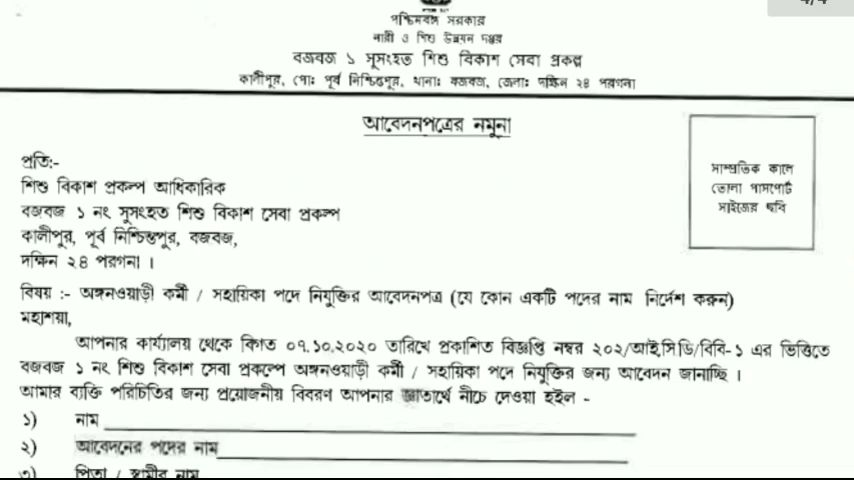 4/4
পশ্চিমবঙ্গ সরকার
নারী ও শিশু উন্নয়ন দপ্তর
বজবজ ১ সুসংহত শিশু বিকাশ সেবা প্রকল্প
কালীপুর, পোঃ পূর্ব নিশ্চিন্তপুর, থানাঃ বজবজ, জেলাঃ দক্ষিন ২৪ পরগনা
আবেদনপত্রের নমুনা
সাম্প্রতিক কালে
তোলা পাসপোর্ট
সাইজের ছবি
প্রতি:-
শিশু বিকাশ প্রকল্প আধিকারিক
বজবজ ১ নং সুসংহত শিশু বিকাশ সেবা প্রকল্প
কালীপুর, পূর্ব নিশ্চিন্তপুর, বজবজ,
দক্ষিন ২৪ পরগনা ।
বিষয় :- অঙ্গনওয়াড়ী কর্মী / সহায়িকা পদে নিযুক্তির আবেদনপত্র (যে কোন একটি পদের নাম নির্দেশ করুন)
মহাশয়া,
আপনার কার্য্যালয় থেকে বিগত ০৭.১০.২০২০ তারিখে প্রকাশিত বিজ্ঞপ্তি নম্বর ২০২/আইসিডি/বিবি-১ এর ভিত্তিতে
বজবজ ১ নং শিশু বিকাশ সেবা প্রকল্পে অঙ্গনওয়াড়ী কর্মী / সহায়িকা পদে নিযুক্তির জন্য আবেদন জানাচ্ছি ।
আমার ব্যক্তি পরিচিতির জন্য প্রয়োজনীয় বিবরণ আপনার জ্ঞাতার্থে নীচে দেওয়া হইল -
১) নাম
২) আবেদনের পদের নাম
৩) পিতা / স্বামীর নাম